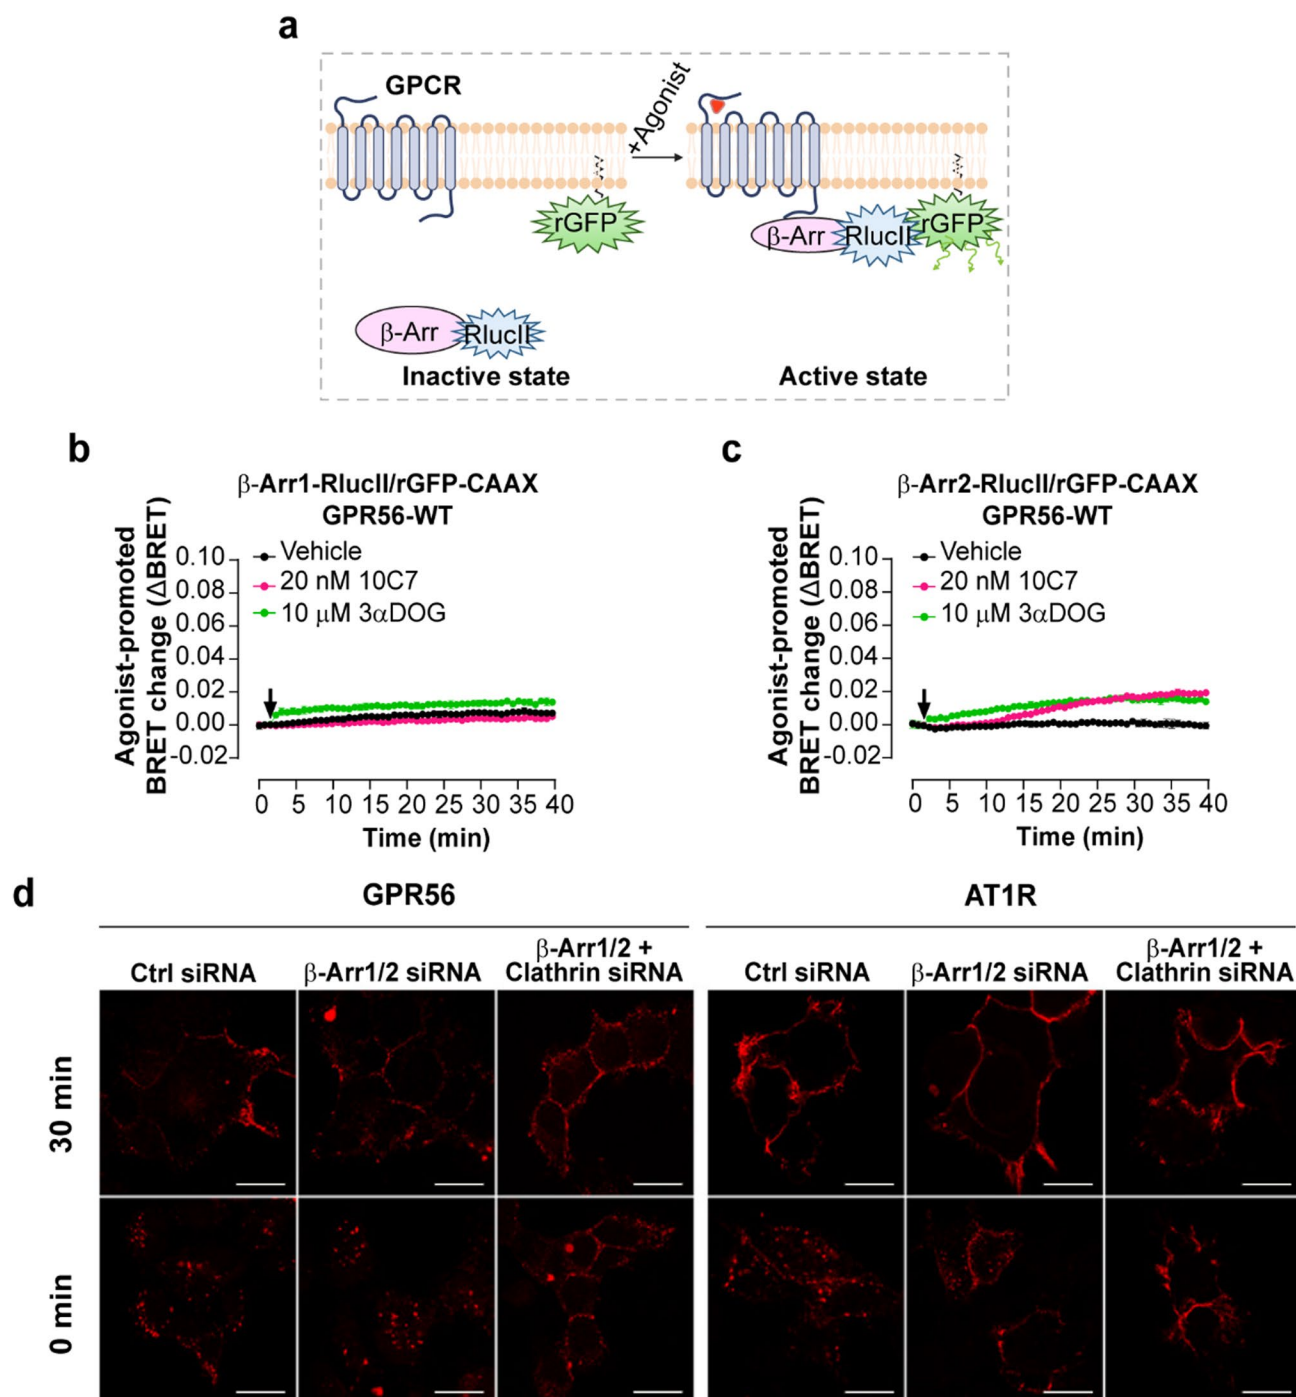 a
GPCR
+Agonist
rGFP
β-Arr
RlucII
rGFP
β-Arr
RlucII
Inactive state
Active state
b
β-Arr1-RlucII/rGFP-CAAX
GPR56-WT
Agonist-promoted
BRET change (ΔBRET)
Vehicle
20 nM 10C7
10 μM 3αDOG
0.10
0.08
0.06
0.04
0.02
0.00
-0.02
0 5 10 15 20 25 30 35 40
Time (min)
c
β-Arr2-RlucII/rGFP-CAAX
GPR56-WT
Agonist-promoted
BRET change (ΔBRET)
Vehicle
20 nM 10C7
10 μM 3αDOG
0.10
0.08
0.06
0.04
0.02
0.00
-0.02
0 5 10 15 20 25 30 35 40
Time (min)
d
GPR56
AT1R
Ctrl siRNA
β-Arr1/2 siRNA
β-Arr1/2 +
Clathrin siRNA
Ctrl siRNA
β-Arr1/2 siRNA
β-Arr1/2 +
Clathrin siRNA
30 min
0 min